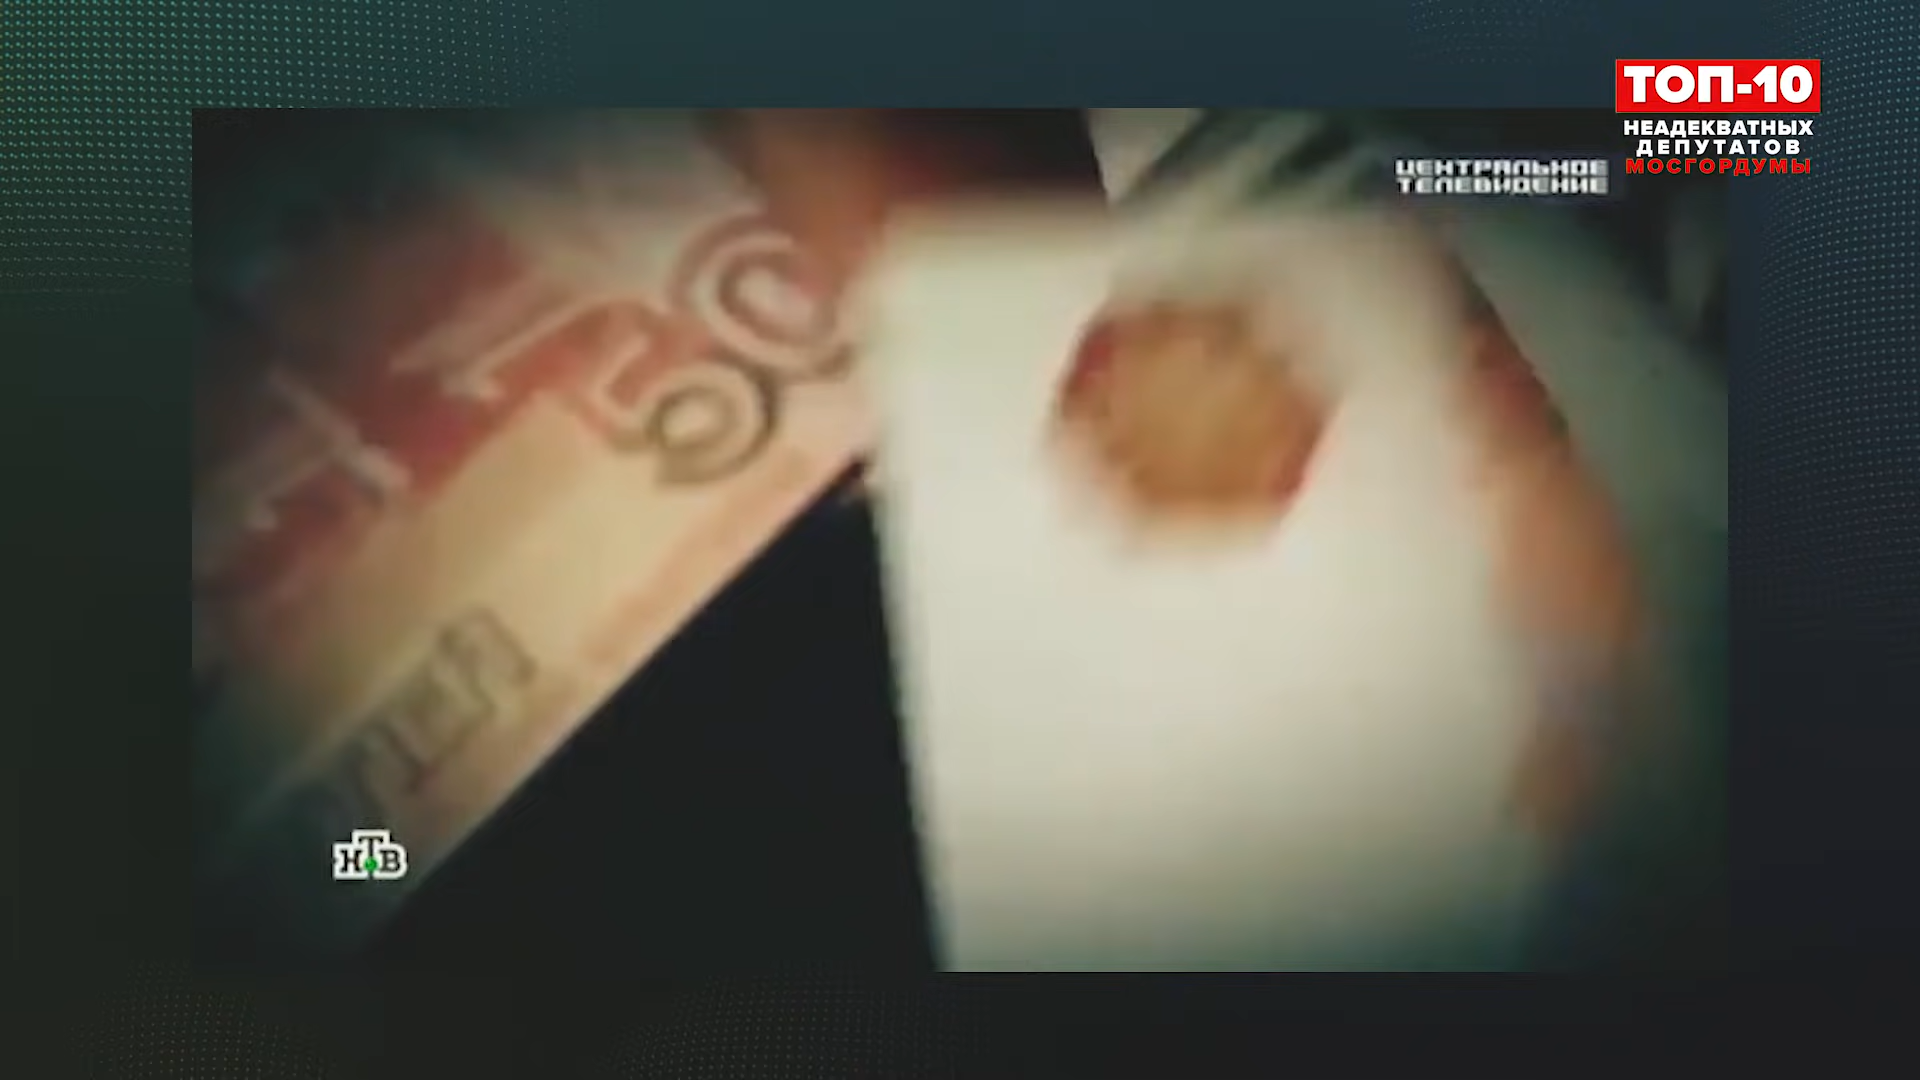 ТОП-10
НЕАДЕКВАТНЫХ
ДЕПУТАТОВ
МОСГОРДУМЫ
ЦЕНТРАЛЬНОЕ
ТЕЛЕВИДЕНИЕ
НТВ